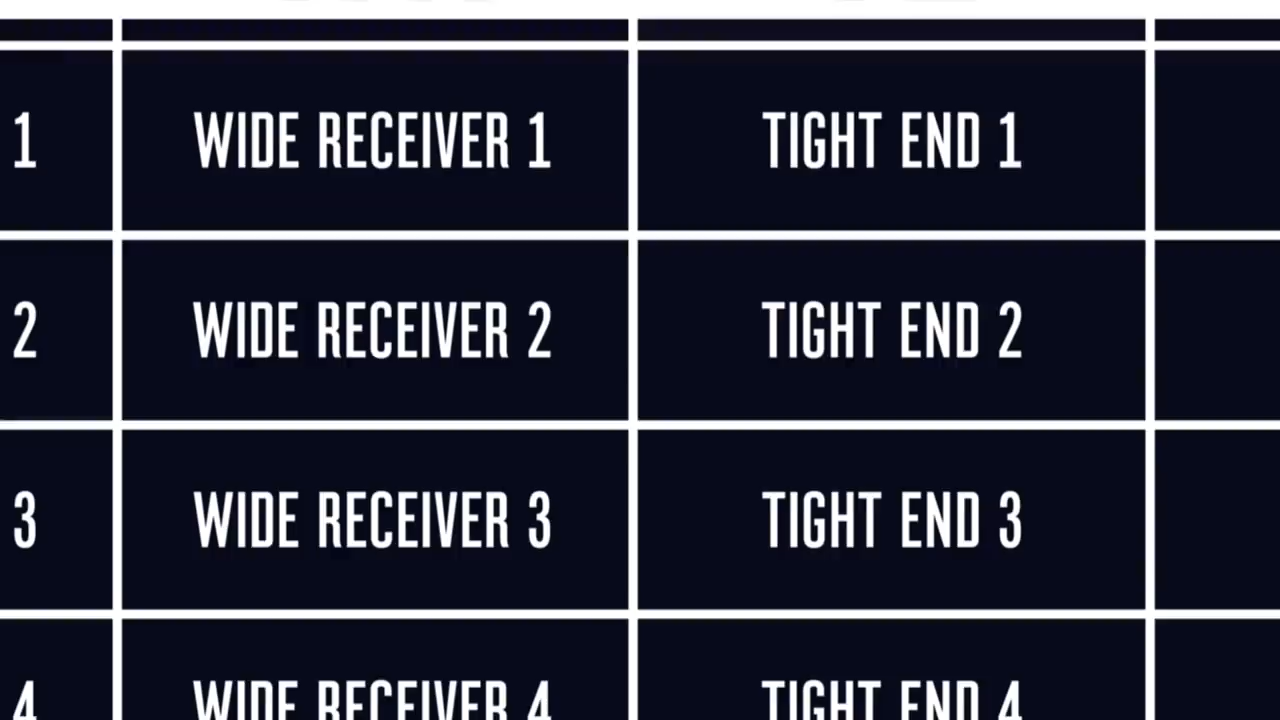 1 WIDE RECEIVER 1 TIGHT END 1
2 WIDE RECEIVER 2 TIGHT END 2
3 WIDE RECEIVER 3 TIGHT END 3
4 WIDE RECEIVER 4 TIGHT END 4